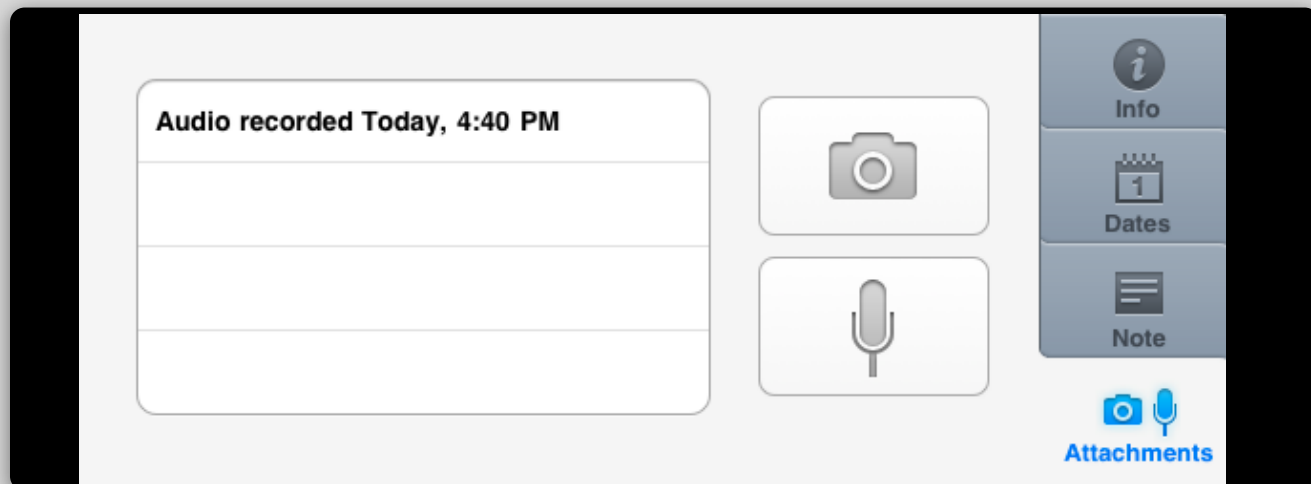 Audio recorded Today, 4:40 PM
Info
1
Dates
Note
Attachments